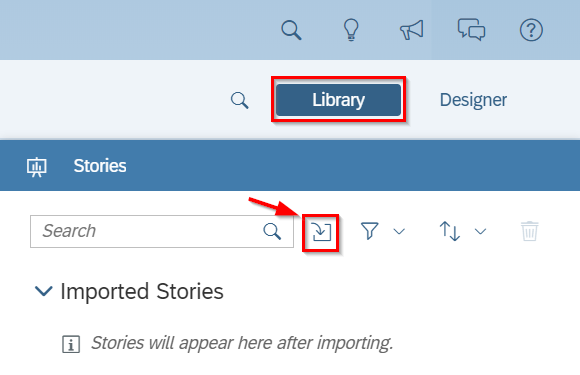 Library
Designer
Stories
Search
Imported Stories
Stories will appear here after importing.